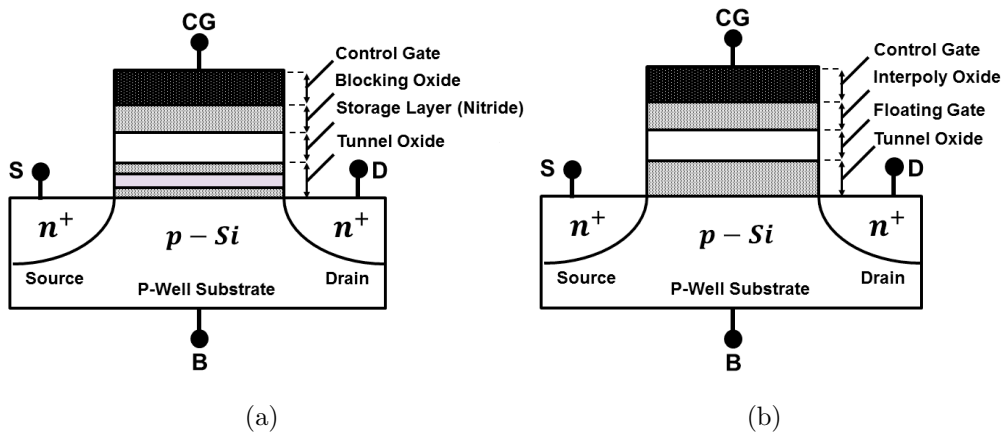 CG
Control Gate
Blocking Oxide
Storage Layer (Nitride)
Tunnel Oxide
S
D
n+
p − Si
n+
Source
Drain
P-Well Substrate
B
(a)
CG
Control Gate
Interpoly Oxide
Floating Gate
Tunnel Oxide
S
D
n+
p − Si
n+
Source
Drain
P-Well Substrate
B
(b)